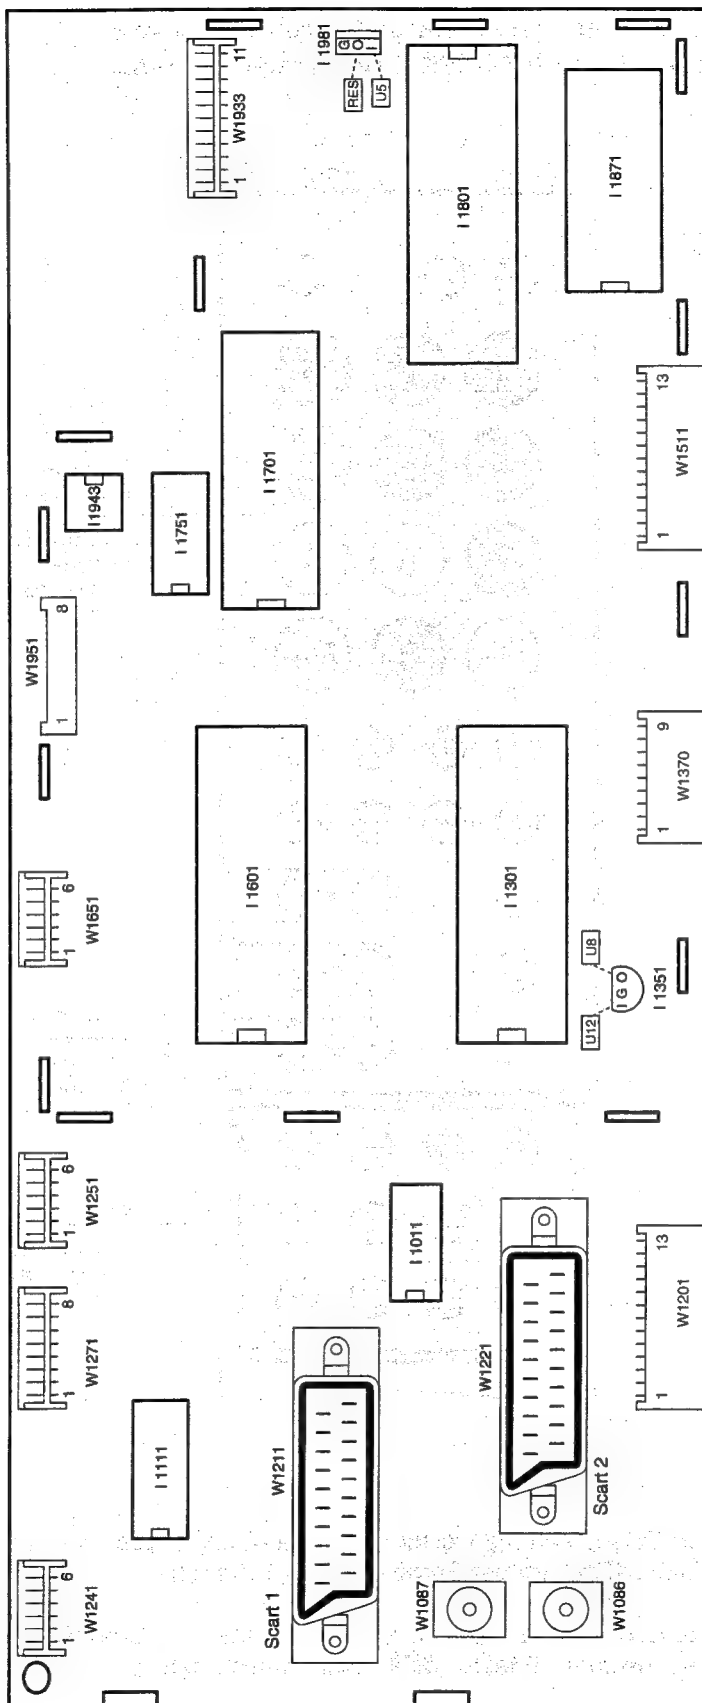 I 1981
G O I
RES
U5
11
W1933
1
I 1801
I 1871
13
W1511
1
I 1943
I 1751
I 1701
W1951
8
1
9
W1370
1
6
W1651
1
I 1601
I 1301
U8
U12
I G O
I 1351
6
W1251
1
I 1011
8
W1271
1
13
W1201
1
W1221
Scart 2
I 1111
W1211
Scart 1
6
W1241
1
W1087
W1086